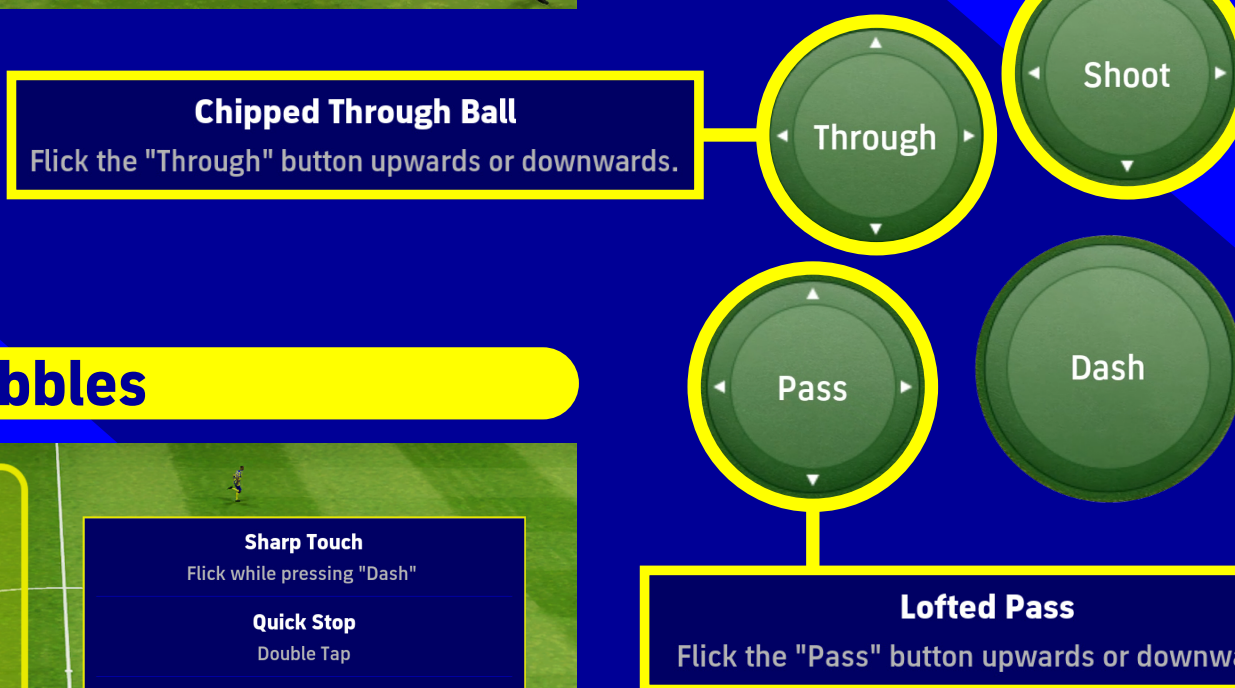 Shoot
Chipped Through Ball
Flick the "Through" button upwards or downwards.
Through
Pass
Dash
bbles
Sharp Touch
Flick while pressing "Dash"
Quick Stop
Double Tap
Lofted Pass
Flick the "Pass" button upwards or downwa